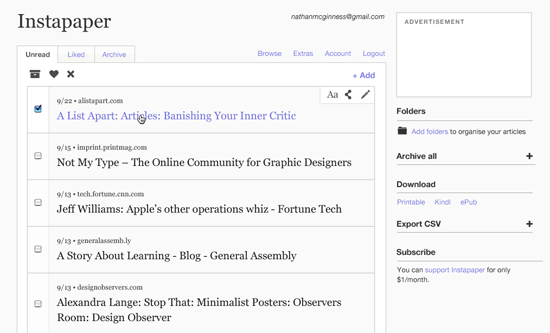 Instapaper
nathanmcginness@gmail.com
ADVERTISEMENT
Unread
Liked
Archive
Browse
Extras
Account
Logout
+ Add
9/22 • alistapart.com
A List Apart: Articles: Banishing Your Inner Critic
Aa
9/15 • imprint.printmag.com
Not My Type – The Online Community for Graphic Designers
9/13 • tech.fortune.cnn.com
Jeff Williams: Apple's other operations whiz - Fortune Tech
9/13 • generalassemb.ly
A Story About Learning - Blog - General Assembly
9/13 • designobservers.com
Alexandra Lange: Stop That: Minimalist Posters: Observers
Room: Design Observer
Folders
Add folders to organise your articles
Archive all
Download
Printable
Kindl
ePub
Export CSV
Subscribe
You can support Instapaper for only
$1/month.